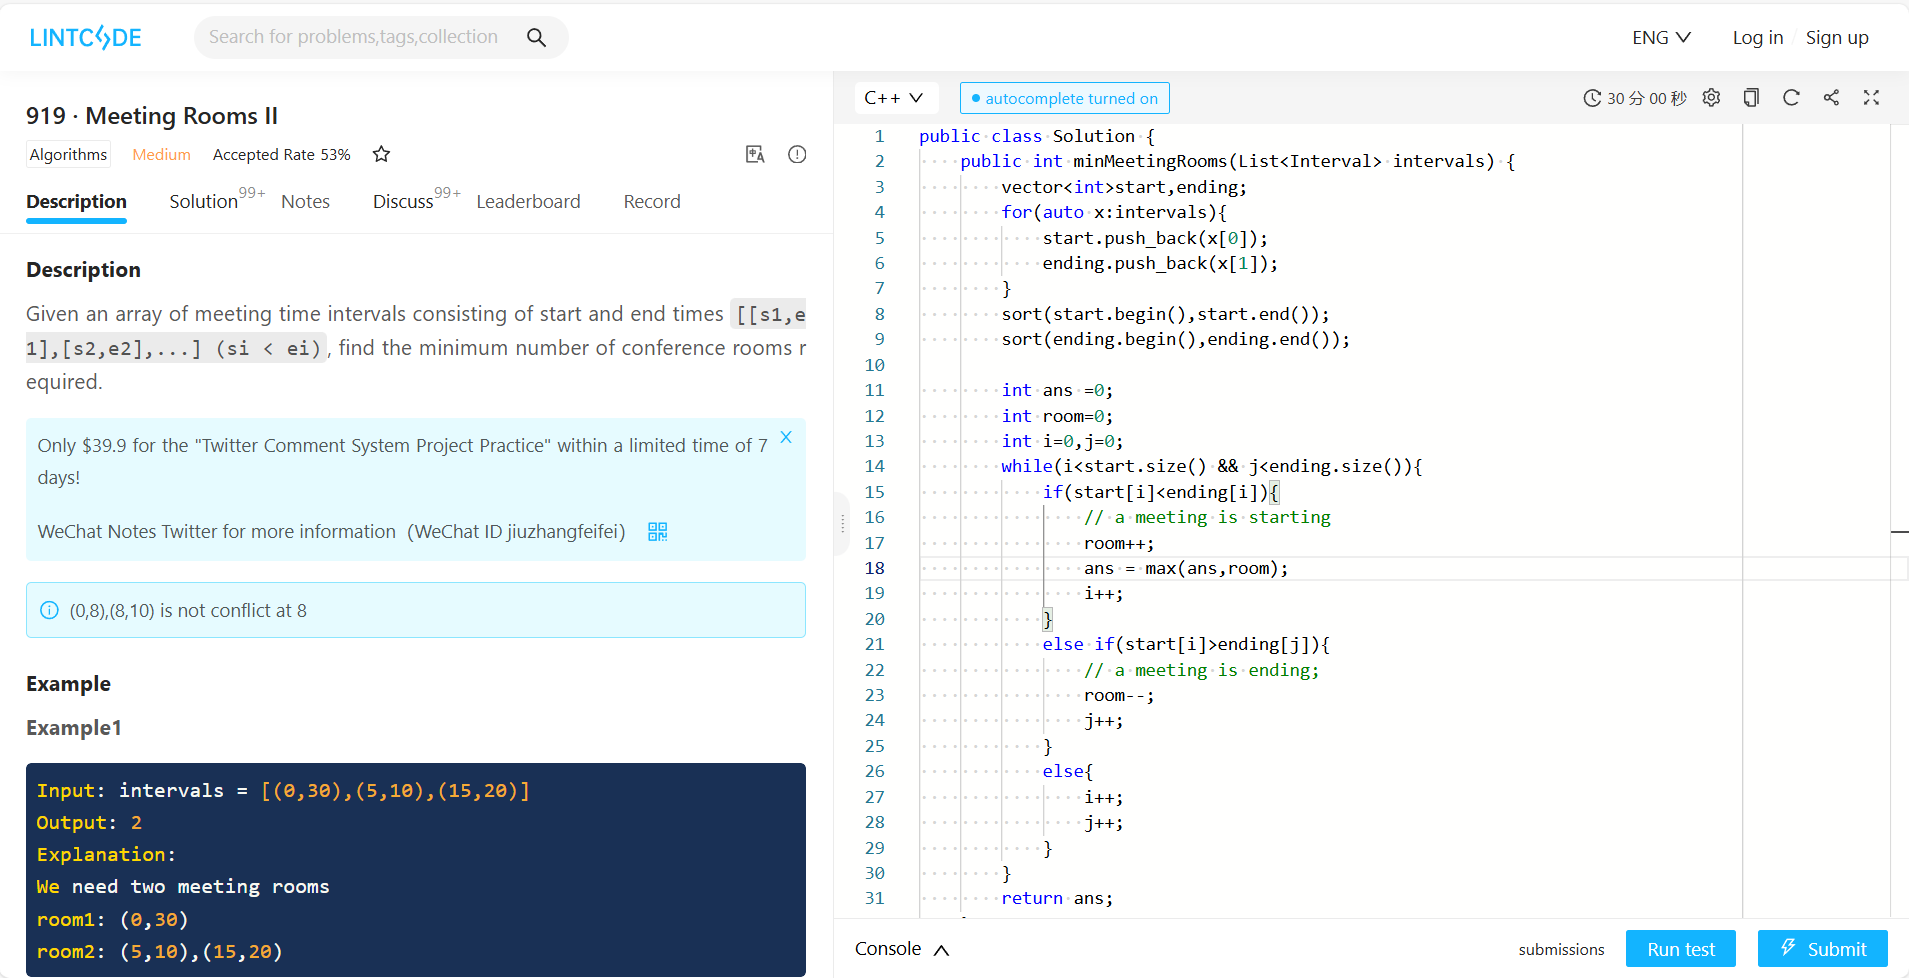 LINTCODE
Search for problems,tags,collection
ENG
Log in
Sign up
919 · Meeting Rooms II
Algorithms Medium Accepted Rate 53%
Description Solution 99+ Notes Discuss 99+ Leaderboard Record
Description
Given an array of meeting time intervals consisting of start and end times [[s1,e
1],[s2,e2],...] (si < ei), find the minimum number of conference rooms r
equired.
Only $39.9 for the "Twitter Comment System Project Practice" within a limited time of 7
days!
WeChat Notes Twitter for more information (WeChat ID jiuzhangfeifei)
(0,8),(8,10) is not conflict at 8
Example
Example1
Input: intervals = [(0,30),(5,10),(15,20)]
Output: 2
Explanation:
We need two meeting rooms
room1: (0,30)
room2: (5,10),(15,20)
C++
autocomplete turned on
30 分 00 秒
1 public class Solution {
2 public int minMeetingRooms(List<Interval> intervals) {
3 vector<int>start,ending;
4 for(auto x:intervals){
5 start.push_back(x[0]);
6 ending.push_back(x[1]);
7 }
8 sort(start.begin(),start.end());
9 sort(ending.begin(),ending.end());
10
11 int ans =0;
12 int room=0;
13 int i=0,j=0;
14 while(i<start.size() && j<ending.size()){
15 if(start[i]<ending[i]){
16 // a meeting is starting
17 room++;
18 ans = max(ans,room);
19 i++;
20 }
21 else if(start[i]>ending[j]){
22 // a meeting is ending;
23 room--;
24 j++;
25 }
26 else{
27 i++;
28 j++;
29 }
30 }
31 return ans;
Console
submissions
Run test
Submit